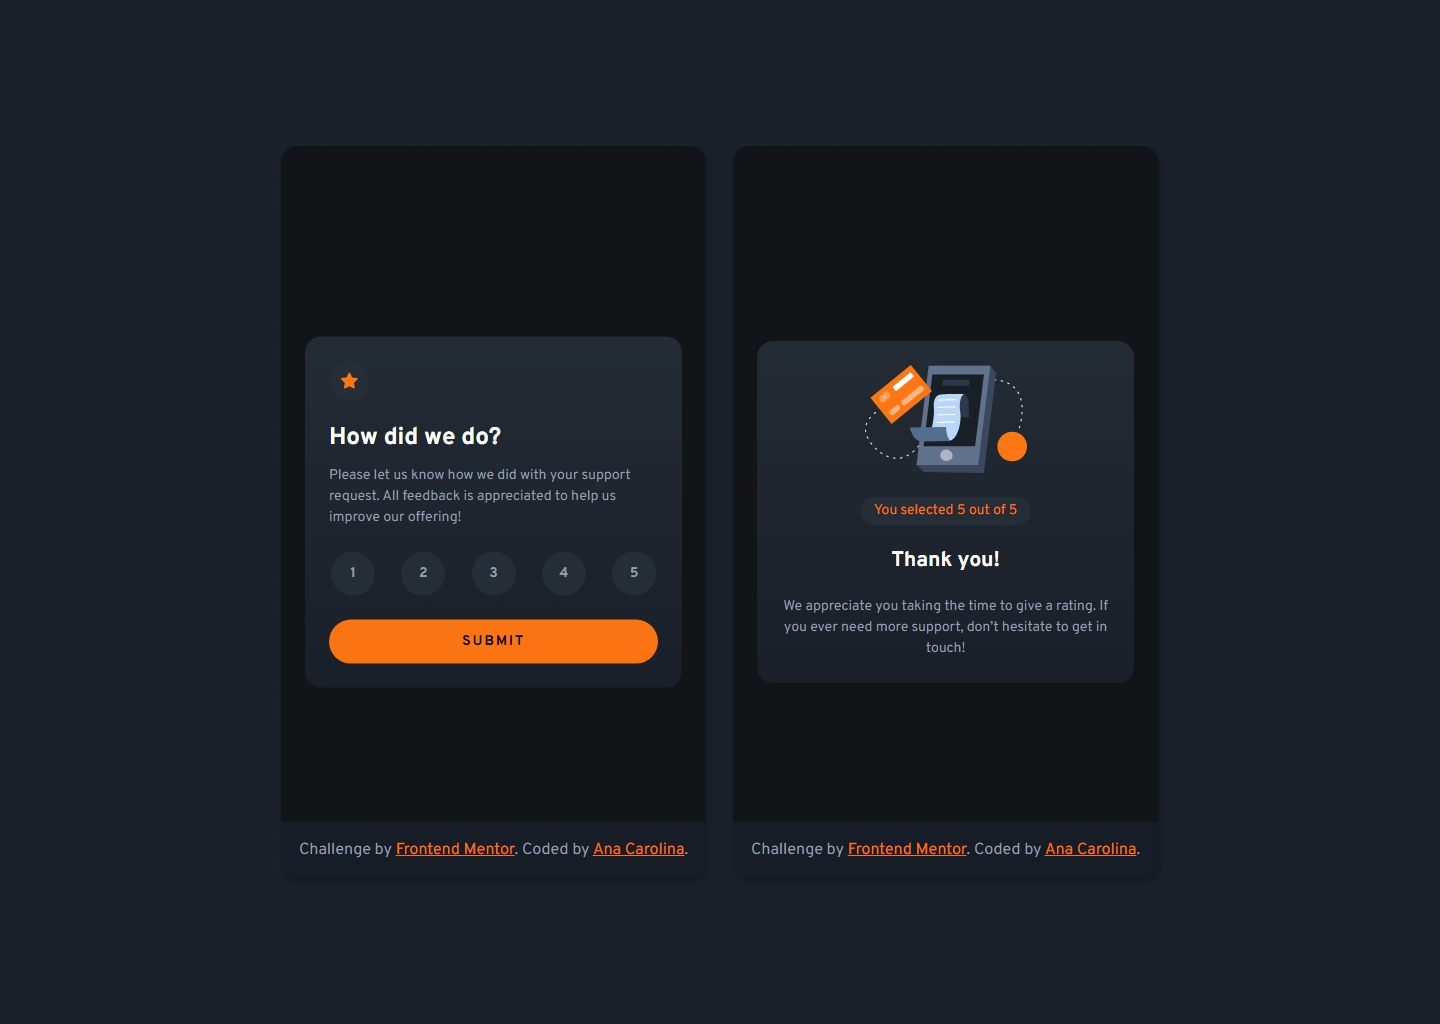 How did we do?
Please let us know how we did with your support
request. All feedback is appreciated to help us
improve our offering!
1 2 3 4 5
SUBMIT
Challenge by Frontend Mentor. Coded by Ana Carolina.
You selected 5 out of 5
Thank you!
We appreciate you taking the time to give a rating. If
you ever need more support, don’t hesitate to get in
touch!
Challenge by Frontend Mentor. Coded by Ana Carolina.